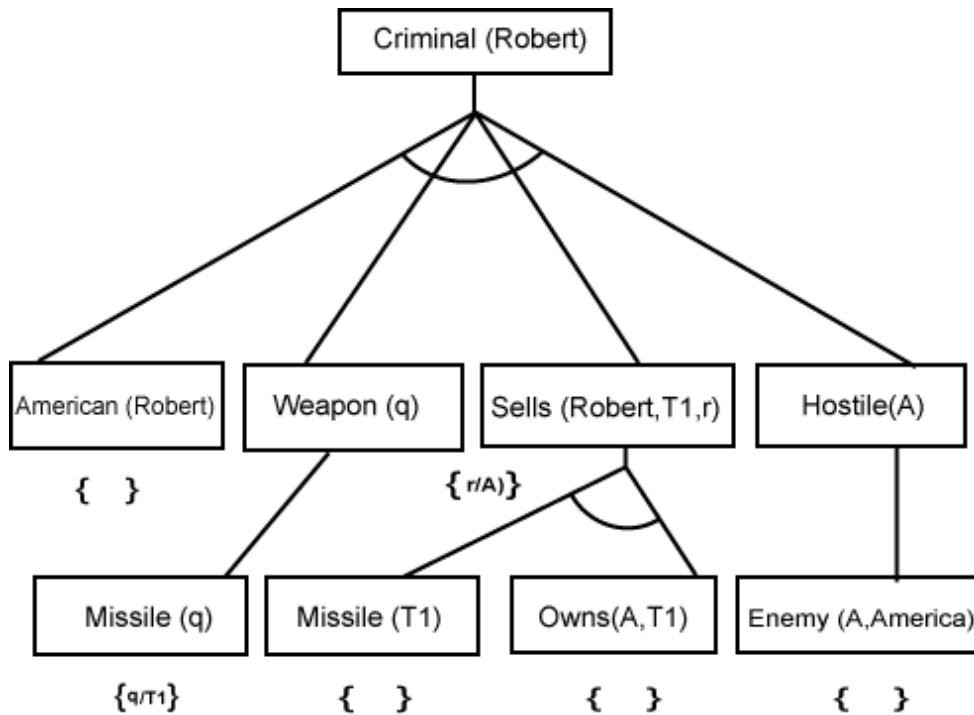 Criminal (Robert)
American (Robert)
Weapon (q)
Sells (Robert,T1,r)
Hostile(A)
{ }
{r/A)}
Missile (q)
Missile (T1)
Owns(A,T1)
Enemy (A,America)
{q/T1}
{ }
{ }
{ }